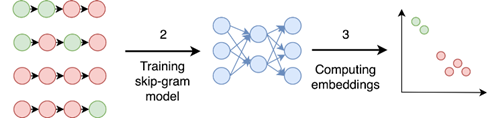 2
Training
skip-gram
model
3
Computing
embeddings